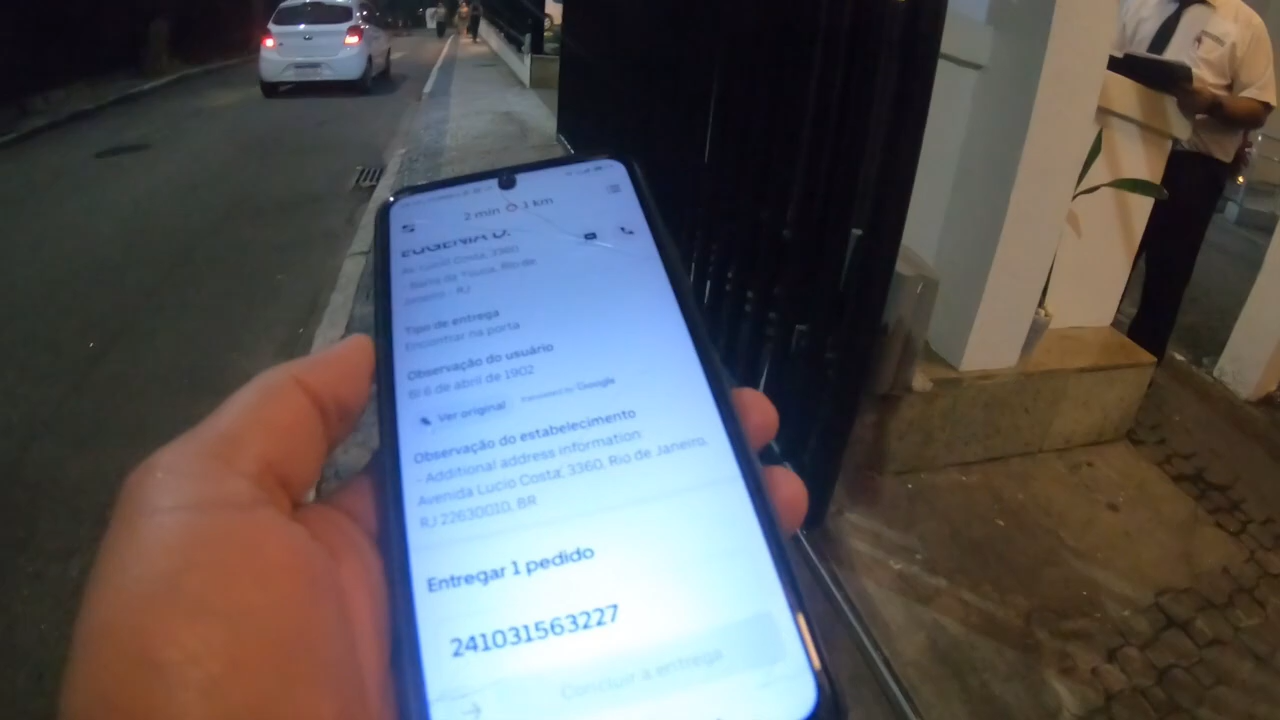 2 min 1 km
EUGENIA D.
Av. Lucio Costa, 3360
- Barra da Tijuca, Rio de
Janeiro - RJ
Tipo de entrega
Encontrar na porta
Observação do usuário
Bl 6 de abril de 1902
Ver original Translated by Google
Observação do estabelecimento
- Additional address information:
Avenida Lucio Costa, 3360, Rio de Janeiro,
RJ 22630010, BR
Entregar 1 pedido
241031563227
Concluir a entrega